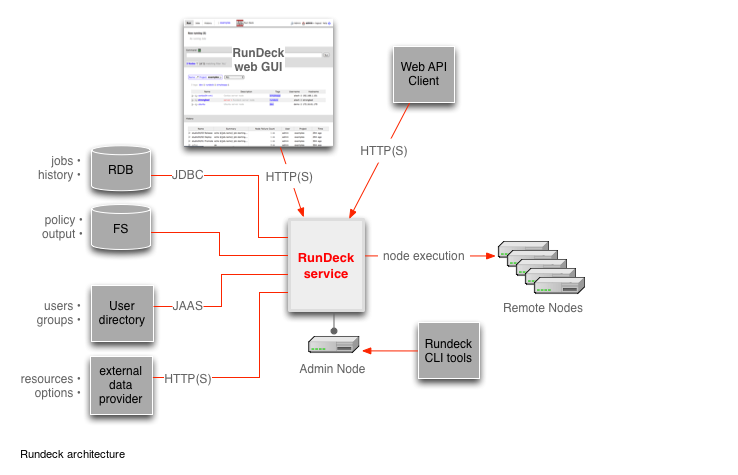 RunDeck
web GUI
Web API
Client
HTTP(S)
HTTP(S)
jobs •
history •
RDB
JDBC
policy •
output •
FS
RunDeck
service
node execution
Remote Nodes
users •
groups •
User
directory
JAAS
resources •
options •
external
data
provider
HTTP(S)
Admin Node
Rundeck
CLI tools
Rundeck architecture